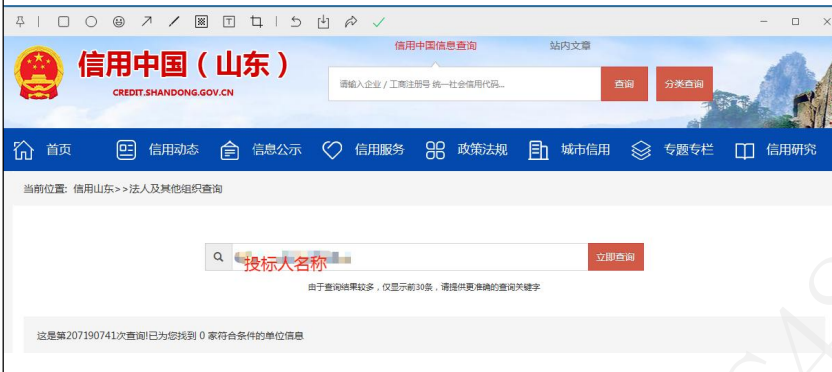 信用中国信息查询 站内文章
信用中国（山东）
CREDIT.SHANDONG.GOV.CN
请输入企业 / 工商注册号 统一社会信用代码... 查询 分类查询
首页 信用动态 信息公示 信用服务 政策法规 城市信用 专题专栏 信用研究
当前位置: 信用山东>>法人及其他组织查询
投标人名称 立即查询
由于查询结果较多，仅显示前30条，请提供更准确的查询关键字
这是第207190741次查询!已为您找到 0 家符合条件的单位信息